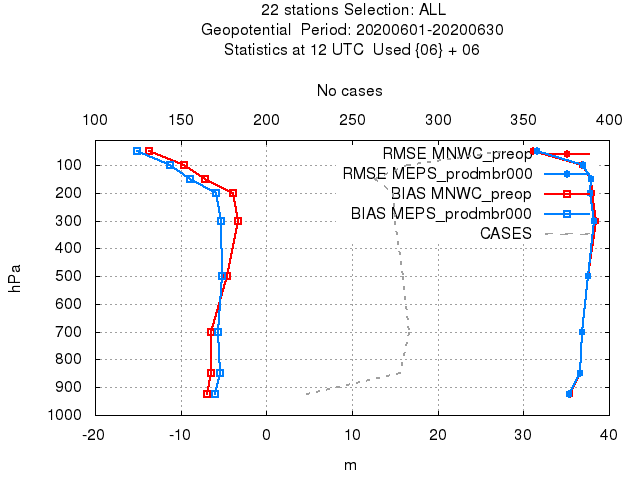 22 stations Selection: ALL
Geopotential Period: 20200601-20200630
Statistics at 12 UTC Used {06} + 06
No cases
100 150 200 250 300 350 400
RMSE MNWC_preop
RMSE MEPS_prodmbr000
BIAS MNWC_preop
BIAS MEPS_prodmbr000
CASES
hPa
100
200
300
400
500
600
700
800
900
1000
-20 -10 0 10 20 30 40
m